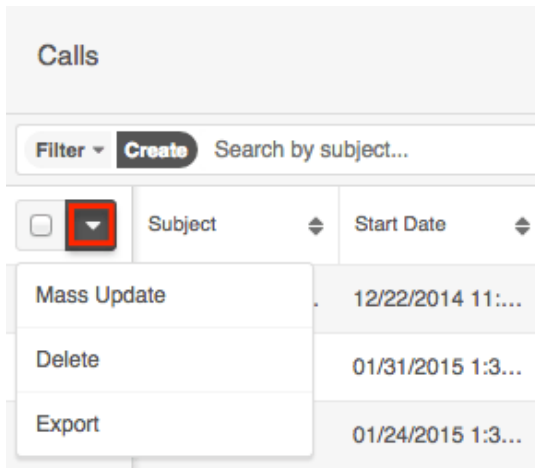 Calls
Filter Create Search by subject...
Subject Start Date
Mass Update . 12/22/2014 11:...
Delete 01/31/2015 1:3...
Export 01/24/2015 1:3...